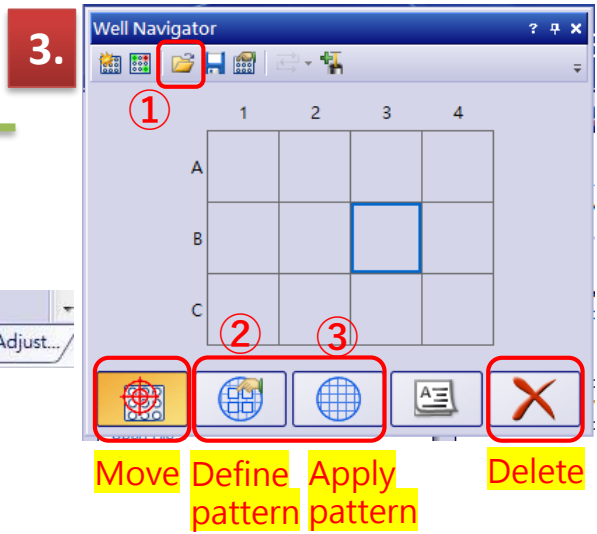 3.
Well Navigator
①
1 2 3 4
A
B
C
② ③
Adjust...
Move Define pattern Apply pattern Delete